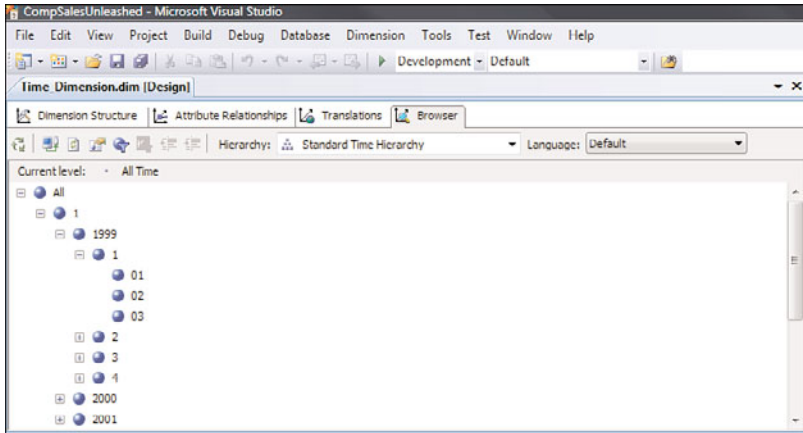 CompSalesUnleashed - Microsoft Visual Studio
File Edit View Project Build Debug Database Dimension Tools Test Window Help
Development Default
Time_Dimension.dim [Design]
Dimension Structure Attribute Relationships Translations Browser
Hierarchy: Standard Time Hierarchy Language: Default
Current level: All Time
All
1
1999
1
01
02
03
2
3
4
2000
2001